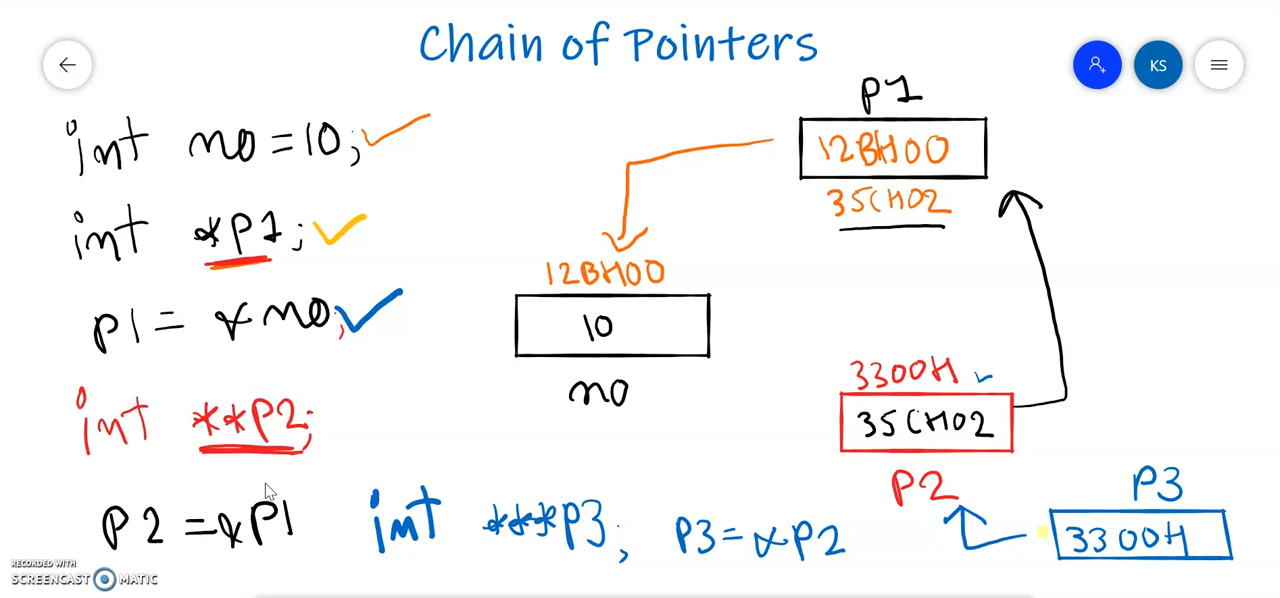 Chain of Pointers
KS
int no = 10;
int *P1;
P1 = &no;
int **P2;
P2 = &P1
int ***P3;
P3 = &P2
P1
12BH00
35CH02
12BH00
10
no
3300H
35CH02
P2
P3
3300H
RECORDED WITH
SCREENCAST MATIC